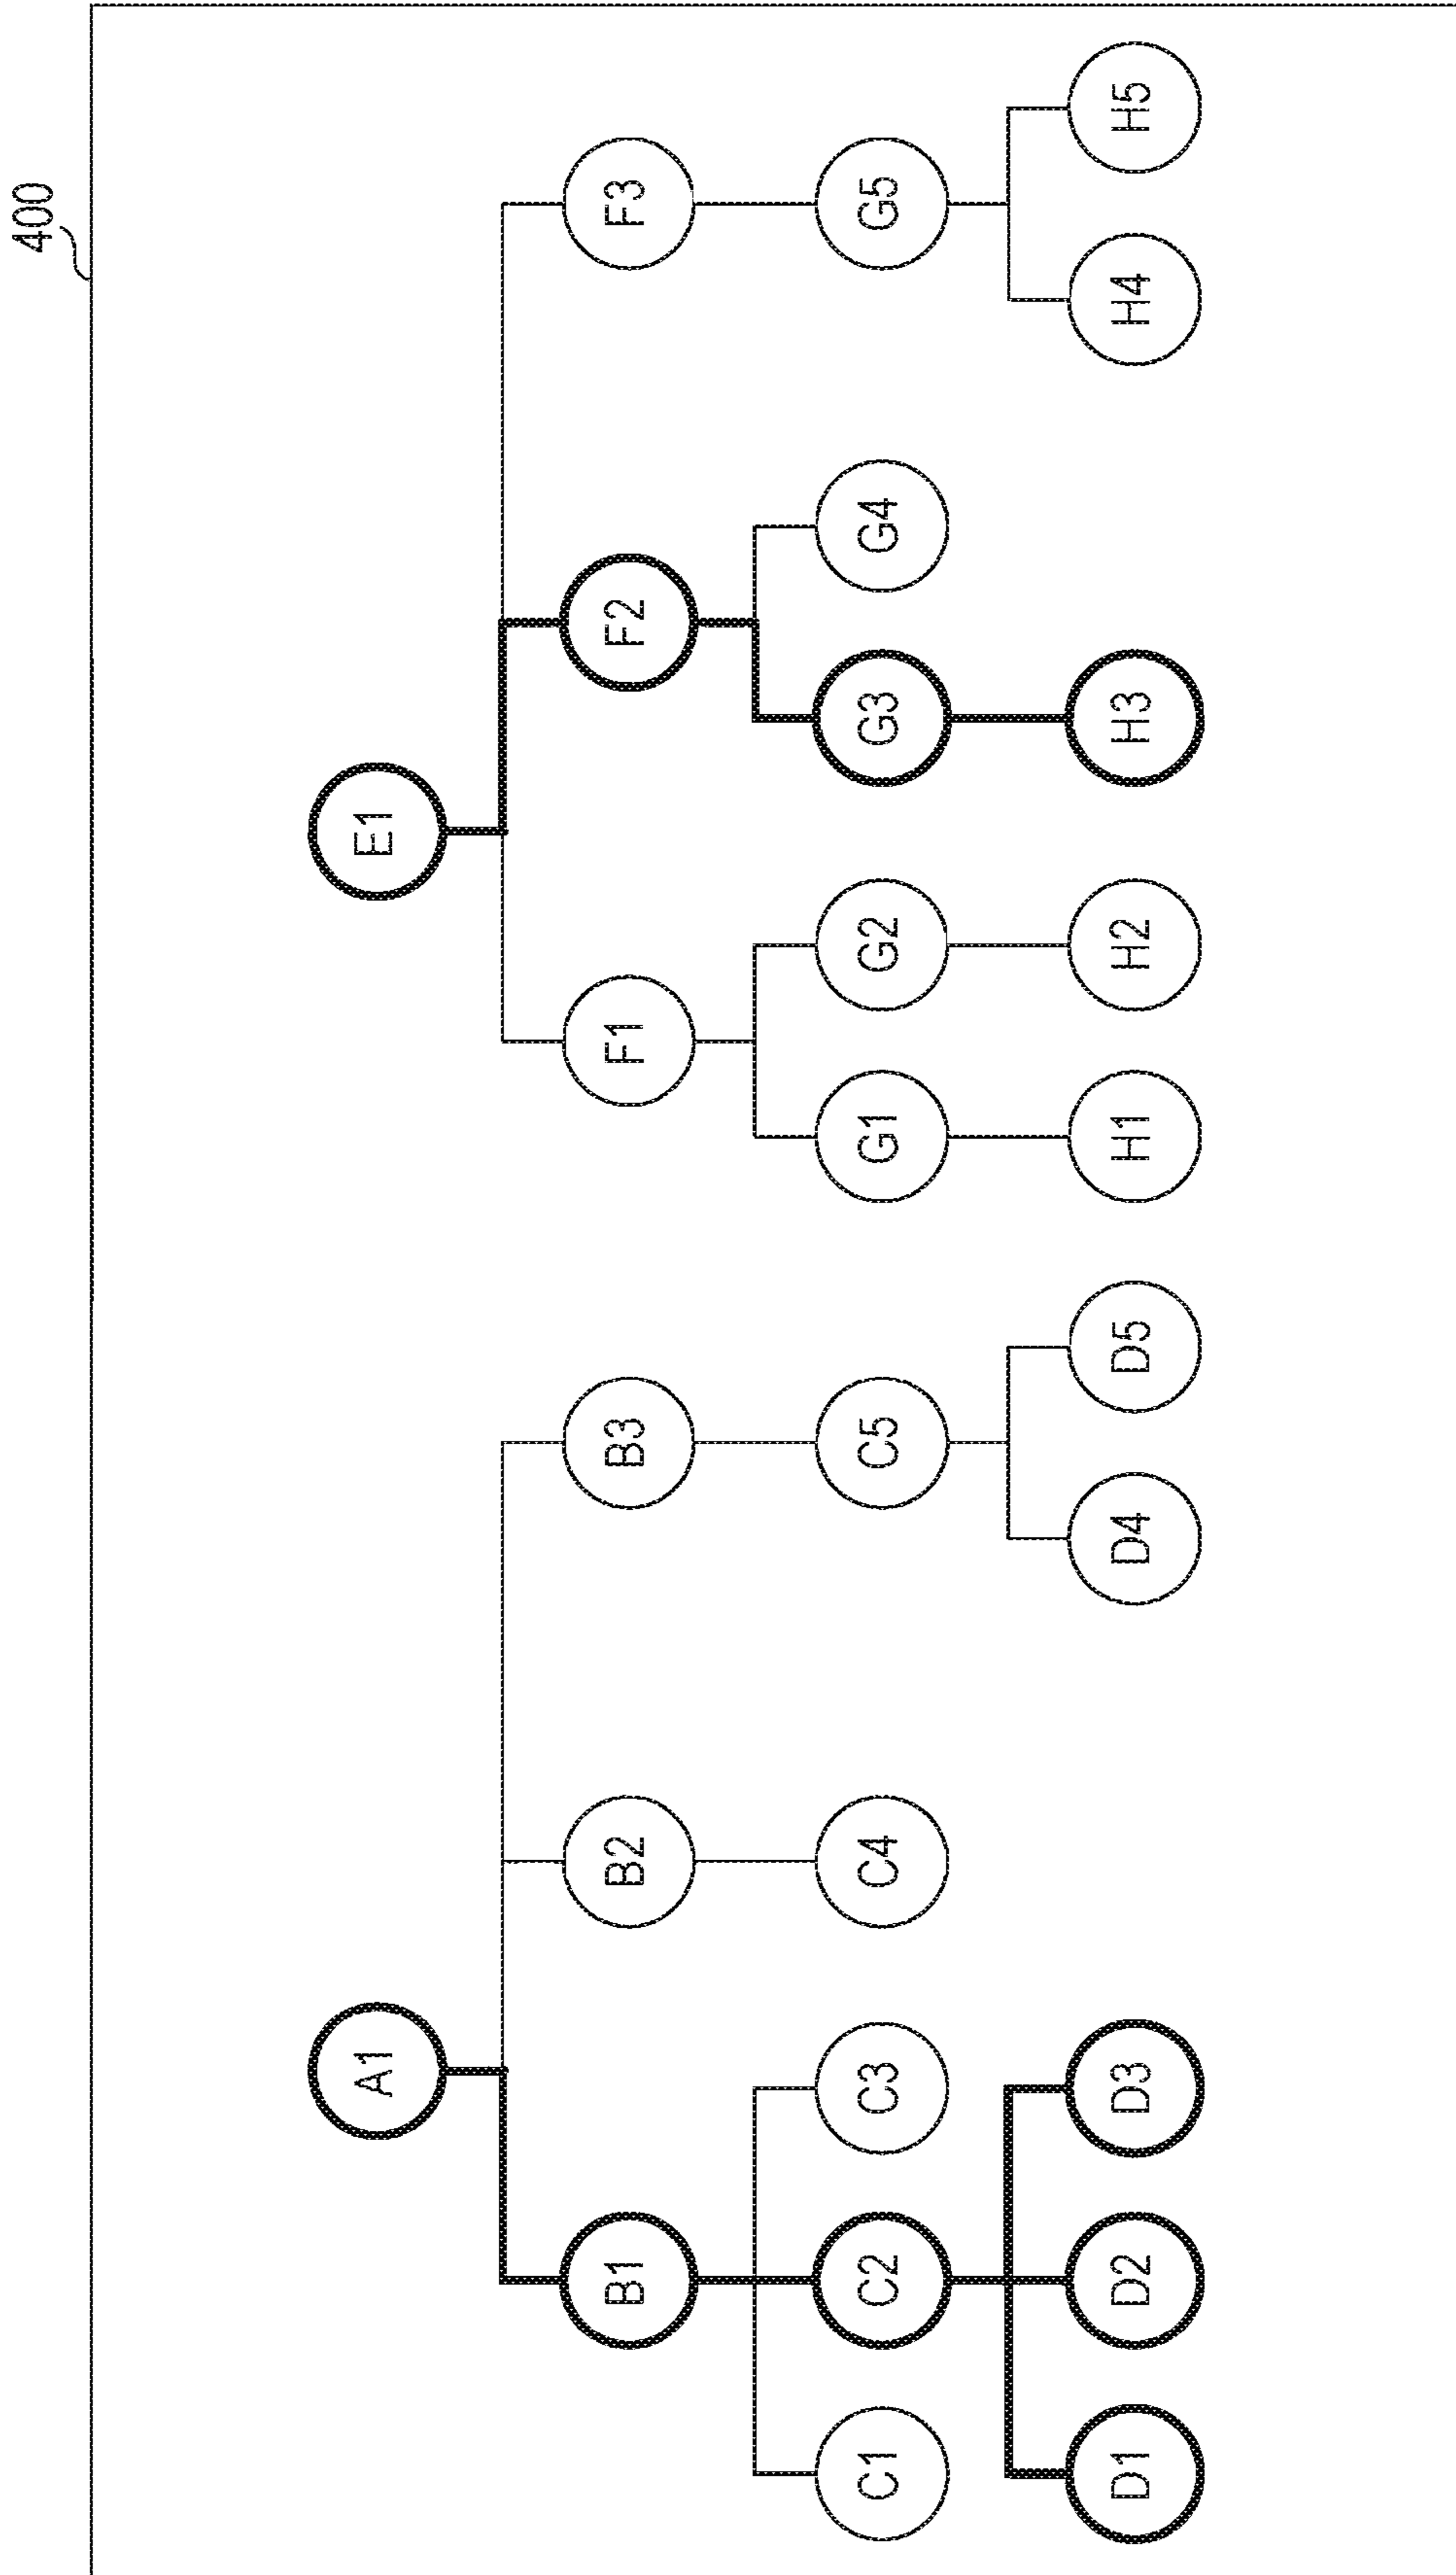 400
A1 E1
B1 B2 B3 F1 F2 F3
C1 C2 C3 C4 C5 G1 G2 G3 G4 G5
D1 D2 D3 D4 D5 H1 H2 H3 H4 H5